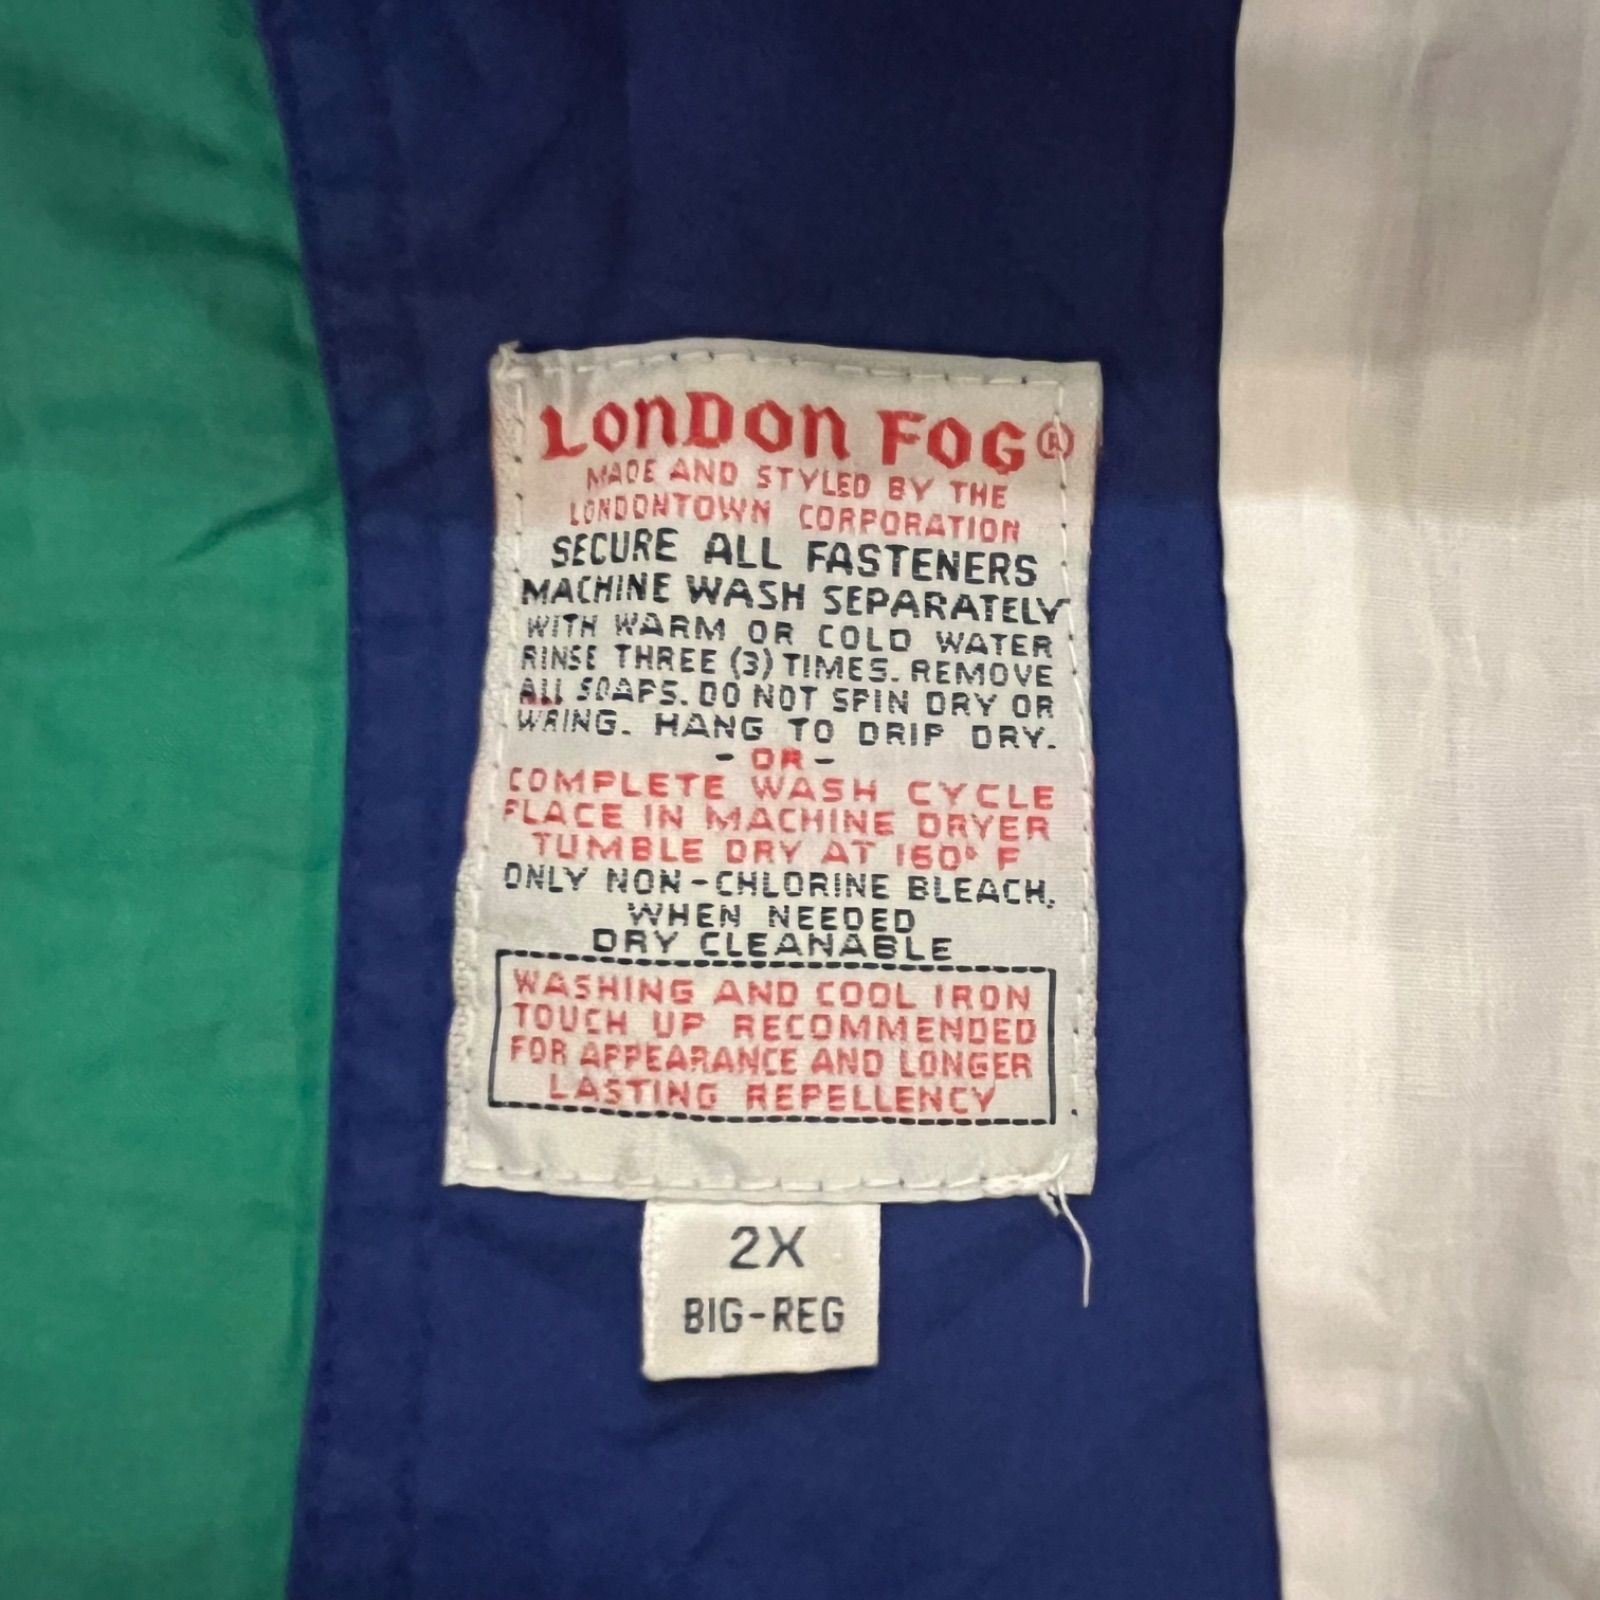 LONDON FOG®
MADE AND STYLED BY THE
LONDONTOWN CORPORATION
SECURE ALL FASTENERS
MACHINE WASH SEPARATELY
WITH WARM OR COLD WATER
RINSE THREE (3) TIMES. REMOVE
ALL SOAPS. DO NOT SPIN DRY OR
WRING. HANG TO DRIP DRY.
- OR -
COMPLETE WASH CYCLE
PLACE IN MACHINE DRYER
TUMBLE DRY AT 160° F
ONLY NON-CHLORINE BLEACH,
WHEN NEEDED
DRY CLEANABLE
WASHING AND COOL IRON
TOUCH UP RECOMMENDED
FOR APPEARANCE AND LONGER
LASTING REPELLENCY
2X
BIG-REG